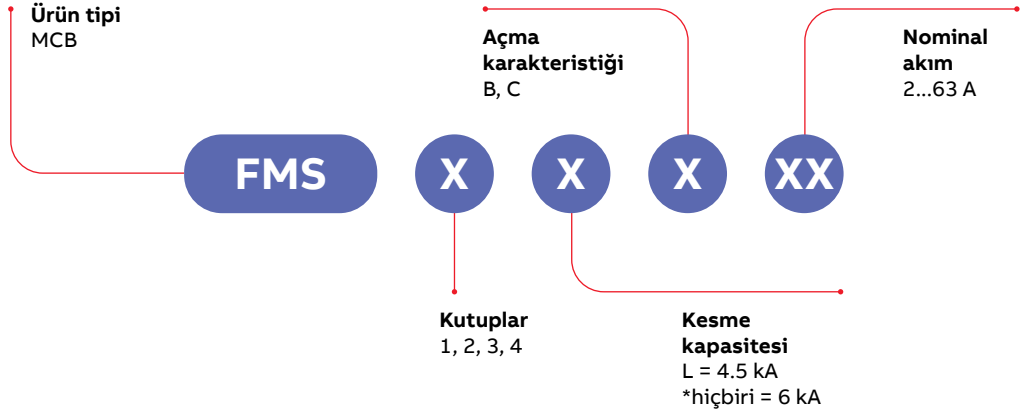 Ürün tipi
MCB
Açma
karakteristiği
B, C
Nominal
akım
2...63 A
FMS
X
X
X
XX
Kutuplar
1, 2, 3, 4
Kesme
kapasitesi
L = 4.5 kA
*hiçbiri = 6 kA